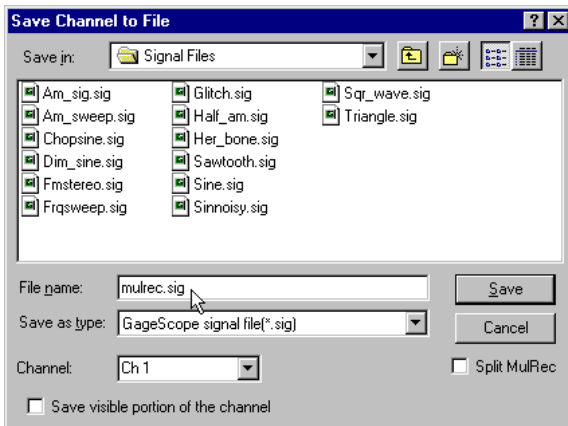 Save Channel to File
Save in: Signal Files
Am_sig.sig Glitch.sig Sqr_wave.sig
Am_sweep.sig Half_am.sig Triangle.sig
Chopsine.sig Her_bone.sig
Dim_sine.sig Sawtooth.sig
Fmstereo.sig Sine.sig
Frqsweep.sig Sinnoisy.sig
File name: mulrec.sig Save
Save as type: GageScope signal file(*.sig) Cancel
Channel: Ch 1 Split MulRec
Save visible portion of the channel